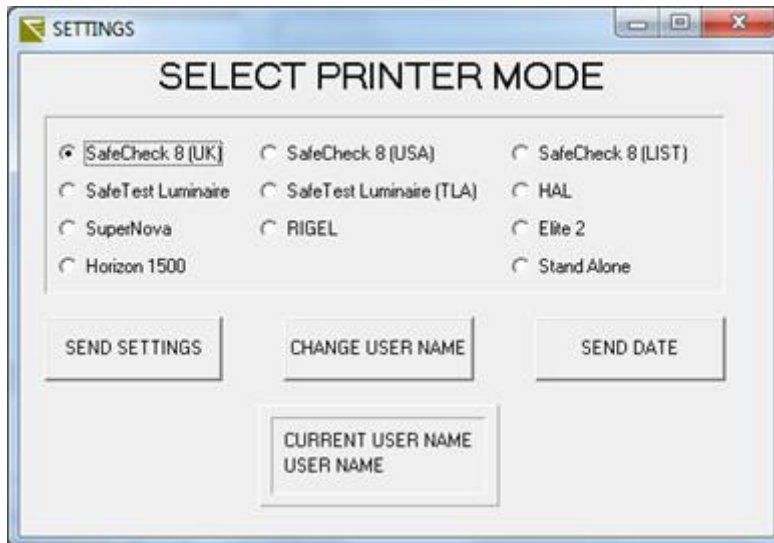 SETTINGS
SELECT PRINTER MODE
SafeCheck 8 (UK) SafeCheck 8 (USA) SafeCheck 8 (LIST)
SafeTest Luminaire SafeTest Luminaire (TLA) HAL
SuperNova RIGEL Elite 2
Horizon 1500 Stand Alone
SEND SETTINGS CHANGE USER NAME SEND DATE
CURRENT USER NAME
USER NAME